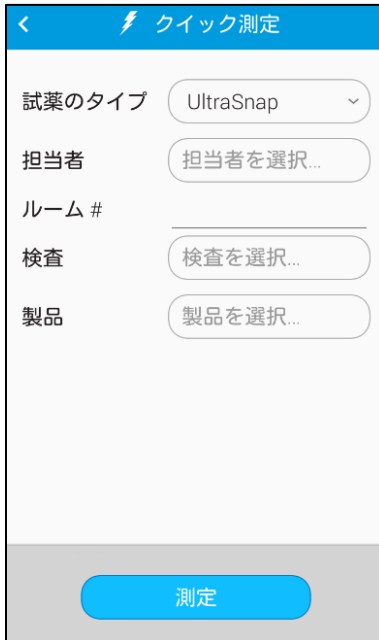 クイック測定
試薬のタイプ UltraSnap
担当者 担当者を選択...
ルーム #
検査 検査を選択...
製品 製品を選択...
測定